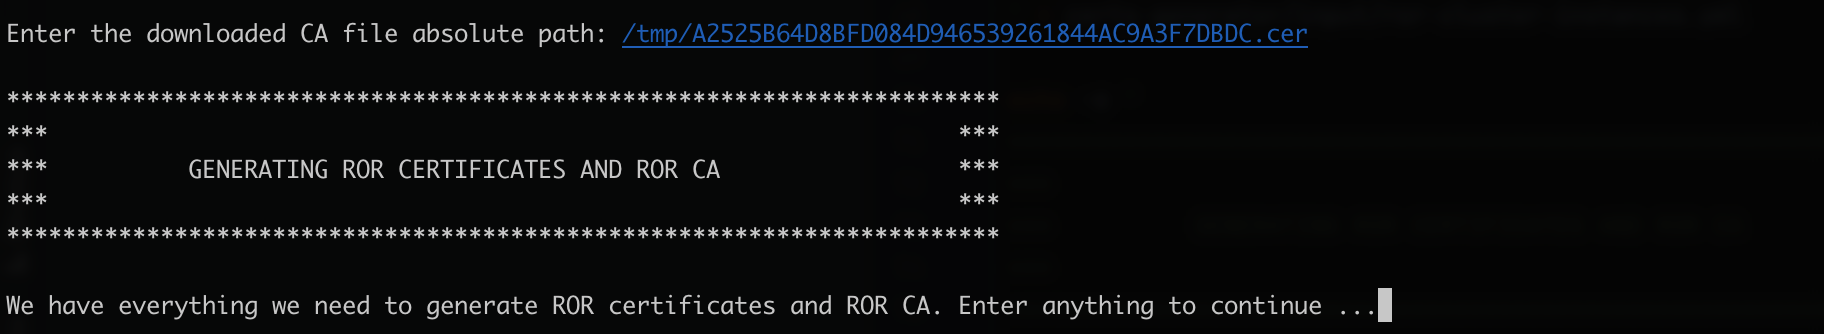 Enter the downloaded CA file absolute path: /tmp/A2525B64D8BFD084D946539261844AC9A3F7DBDC.cer
***********************************************************************
***                                                                 ***
***          GENERATING ROR CERTIFICATES AND ROR CA                 ***
***                                                                 ***
***********************************************************************
We have everything we need to generate ROR certificates and ROR CA. Enter anything to continue ...